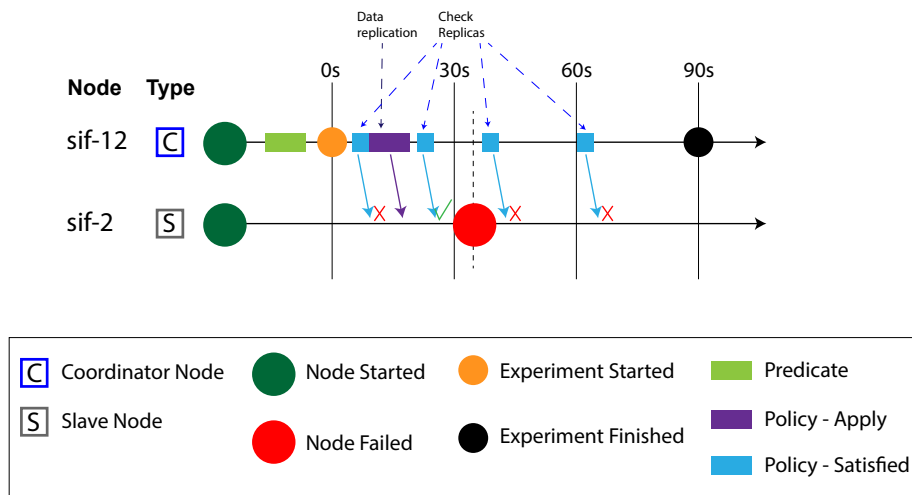 Data
replication
Check
Replicas
0s
30s
60s
90s
Node
Type
sif-12
C
sif-2
S
C
Coordinator Node
S
Slave Node
Node Started
Node Failed
Experiment Started
Experiment Finished
Predicate
Policy - Apply
Policy - Satisfied